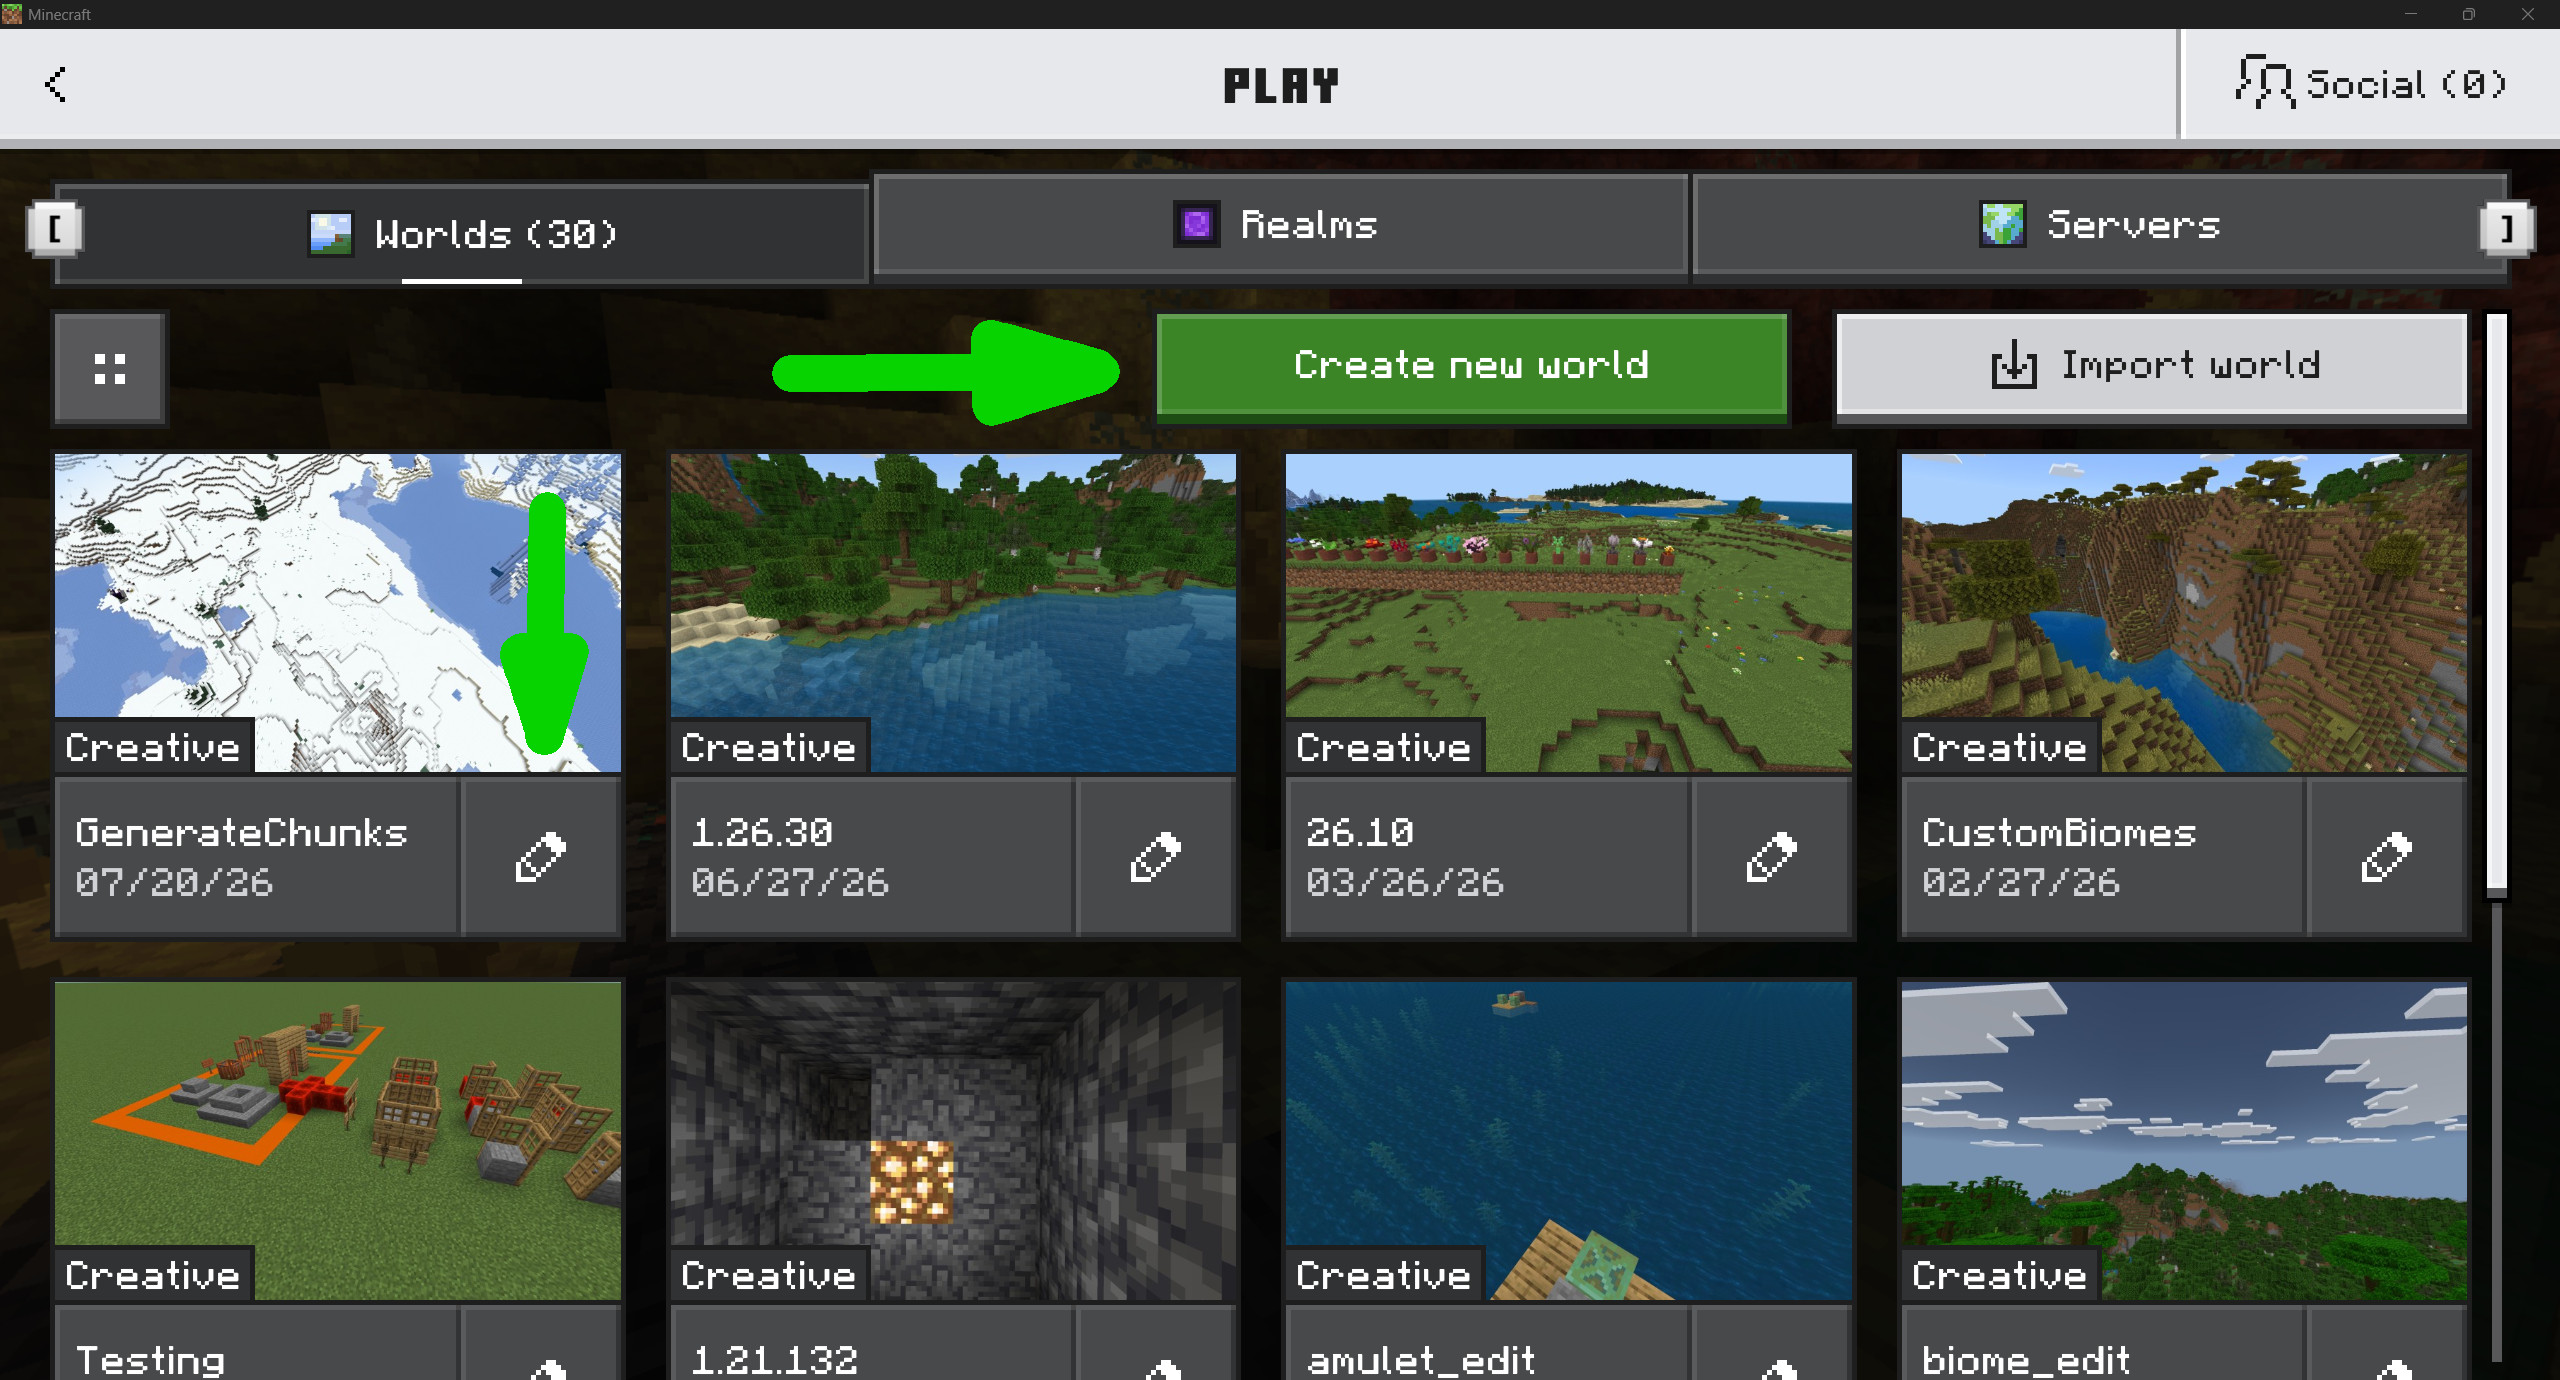 Minecraft
PLAY
Social (0)
[
Worlds (30)
Realms
Servers
]
Create new world
Import world
Creative
Creative
Creative
Creative
GenerateChunks
07/20/26
1.26.30
06/27/26
26.10
03/26/26
CustomBiomes
02/27/26
Creative
Creative
Creative
Creative
Testing
1.21.132
amulet_edit
biome_edit